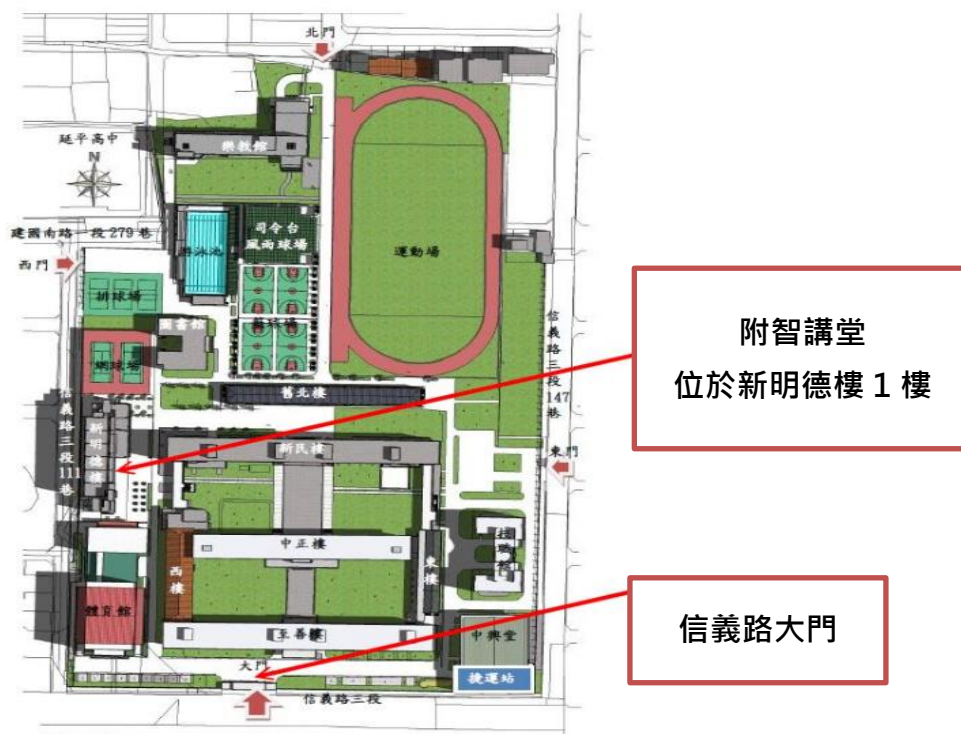 北門
延平高中
N
樂教館
建國南路一段279巷
西門
游泳池
司令台
風雨球場
運動場
排球場
圖書館
籃球場
網球場
信義路三段147巷
附智講堂
位於新明德樓 1 樓
舊北樓
信義路三段111巷
新明德樓
新民樓
東門
中正樓
西樓
東樓
技職館
體育館
至善樓
中興堂
信義路大門
大門
捷運站
信義路三段